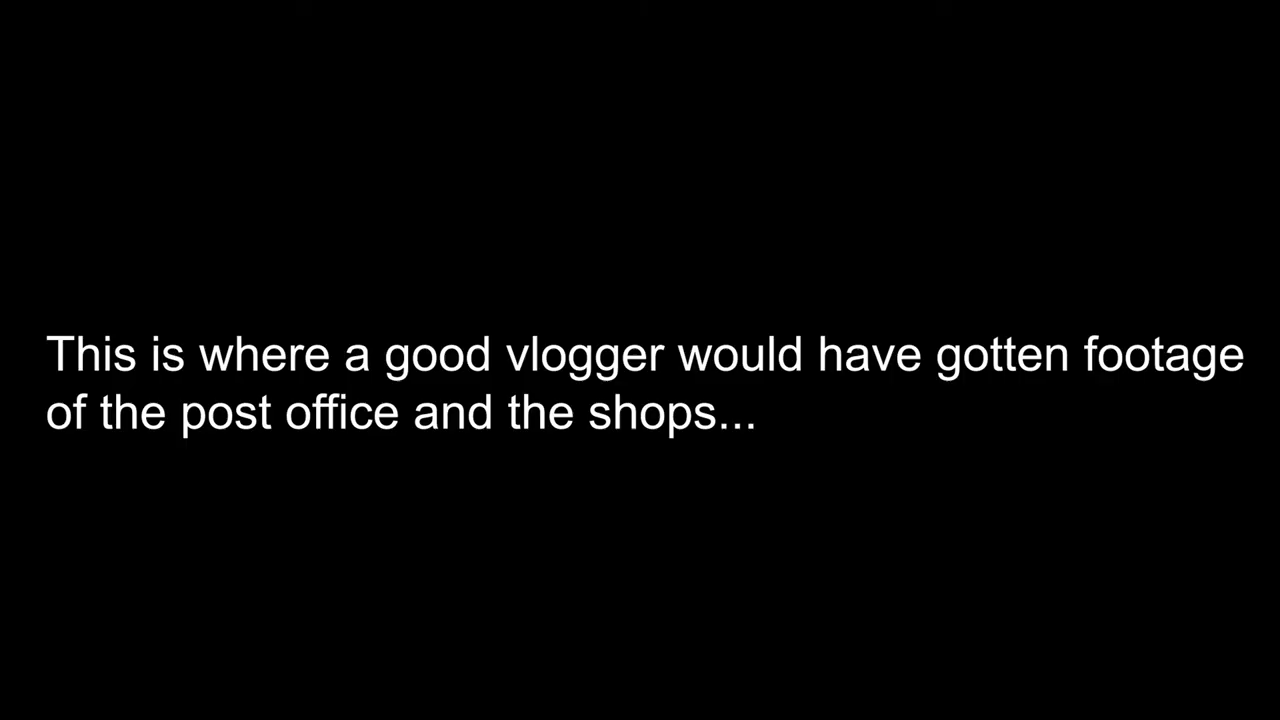 This is where a good vlogger would have gotten footage
of the post office and the shops...